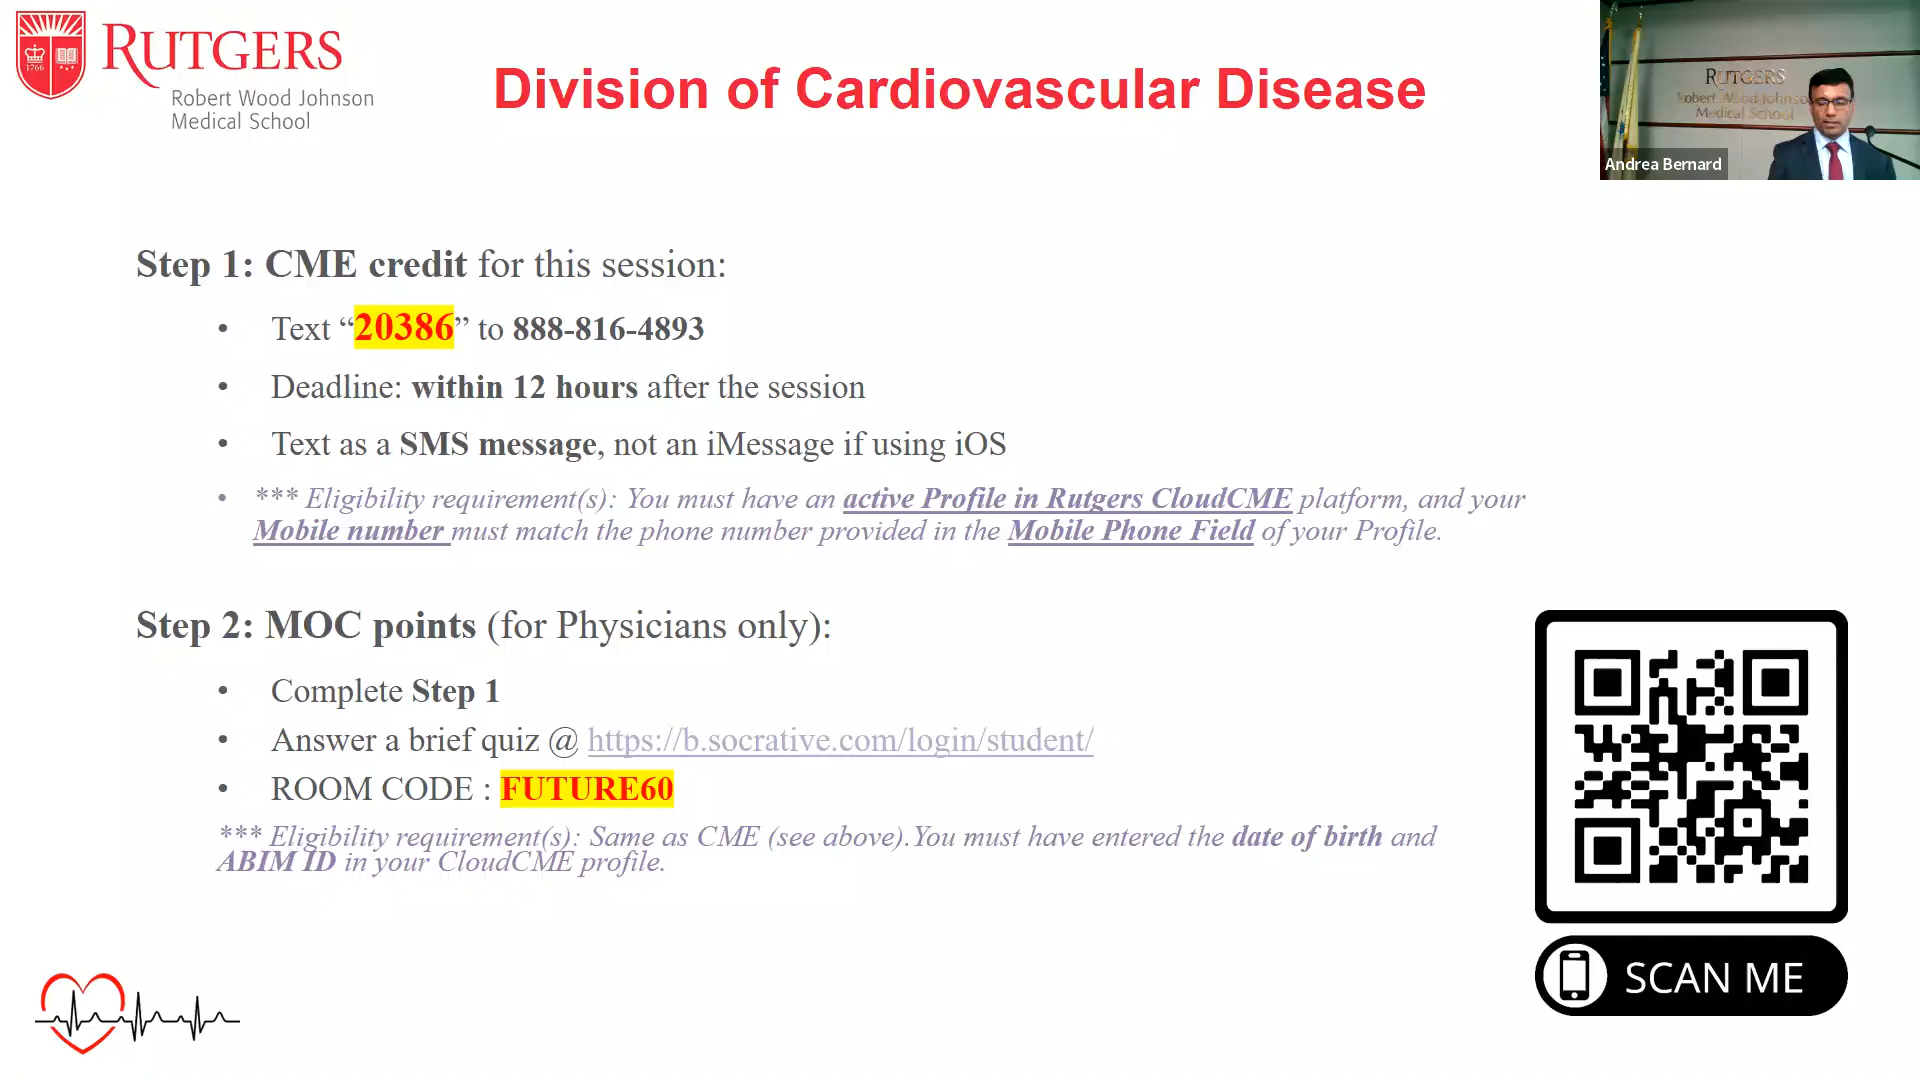 1766
RUTGERS
Robert Wood Johnson
Medical School
Division of Cardiovascular Disease
RUTGERS
Robert Wood Johnson
Medical School
Andrea Bernard
Step 1: CME credit for this session:
• Text “20386” to 888-816-4893
• Deadline: within 12 hours after the session
• Text as a SMS message, not an iMessage if using iOS
• *** Eligibility requirement(s): You must have an active Profile in Rutgers CloudCME platform, and your
Mobile number must match the phone number provided in the Mobile Phone Field of your Profile.
Step 2: MOC points (for Physicians only):
• Complete Step 1
• Answer a brief quiz @ https://b.socrative.com/login/student/
• ROOM CODE : FUTURE60
*** Eligibility requirement(s): Same as CME (see above).You must have entered the date of birth and
ABIM ID in your CloudCME profile.
SCAN ME